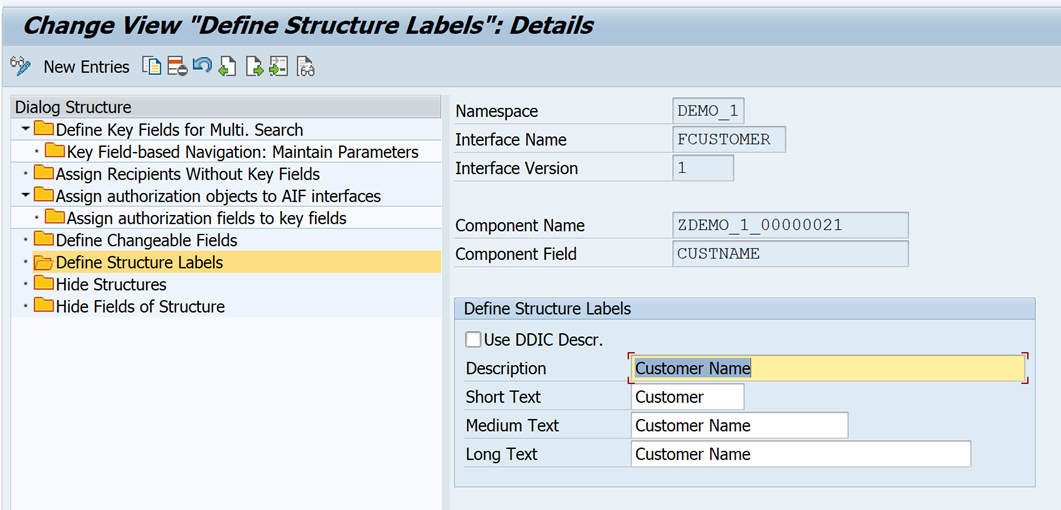 Change View "Define Structure Labels": Details
New Entries
Dialog Structure
Define Key Fields for Multi. Search
Key Field-based Navigation: Maintain Parameters
Assign Recipients Without Key Fields
Assign authorization objects to AIF interfaces
Assign authorization fields to key fields
Define Changeable Fields
Define Structure Labels
Hide Structures
Hide Fields of Structure
Namespace DEMO_1
Interface Name FCUSTOMER
Interface Version 1
Component Name ZDEMO_1_00000021
Component Field CUSTNAME
Define Structure Labels
Use DDIC Descr.
Description Customer Name
Short Text Customer
Medium Text Customer Name
Long Text Customer Name